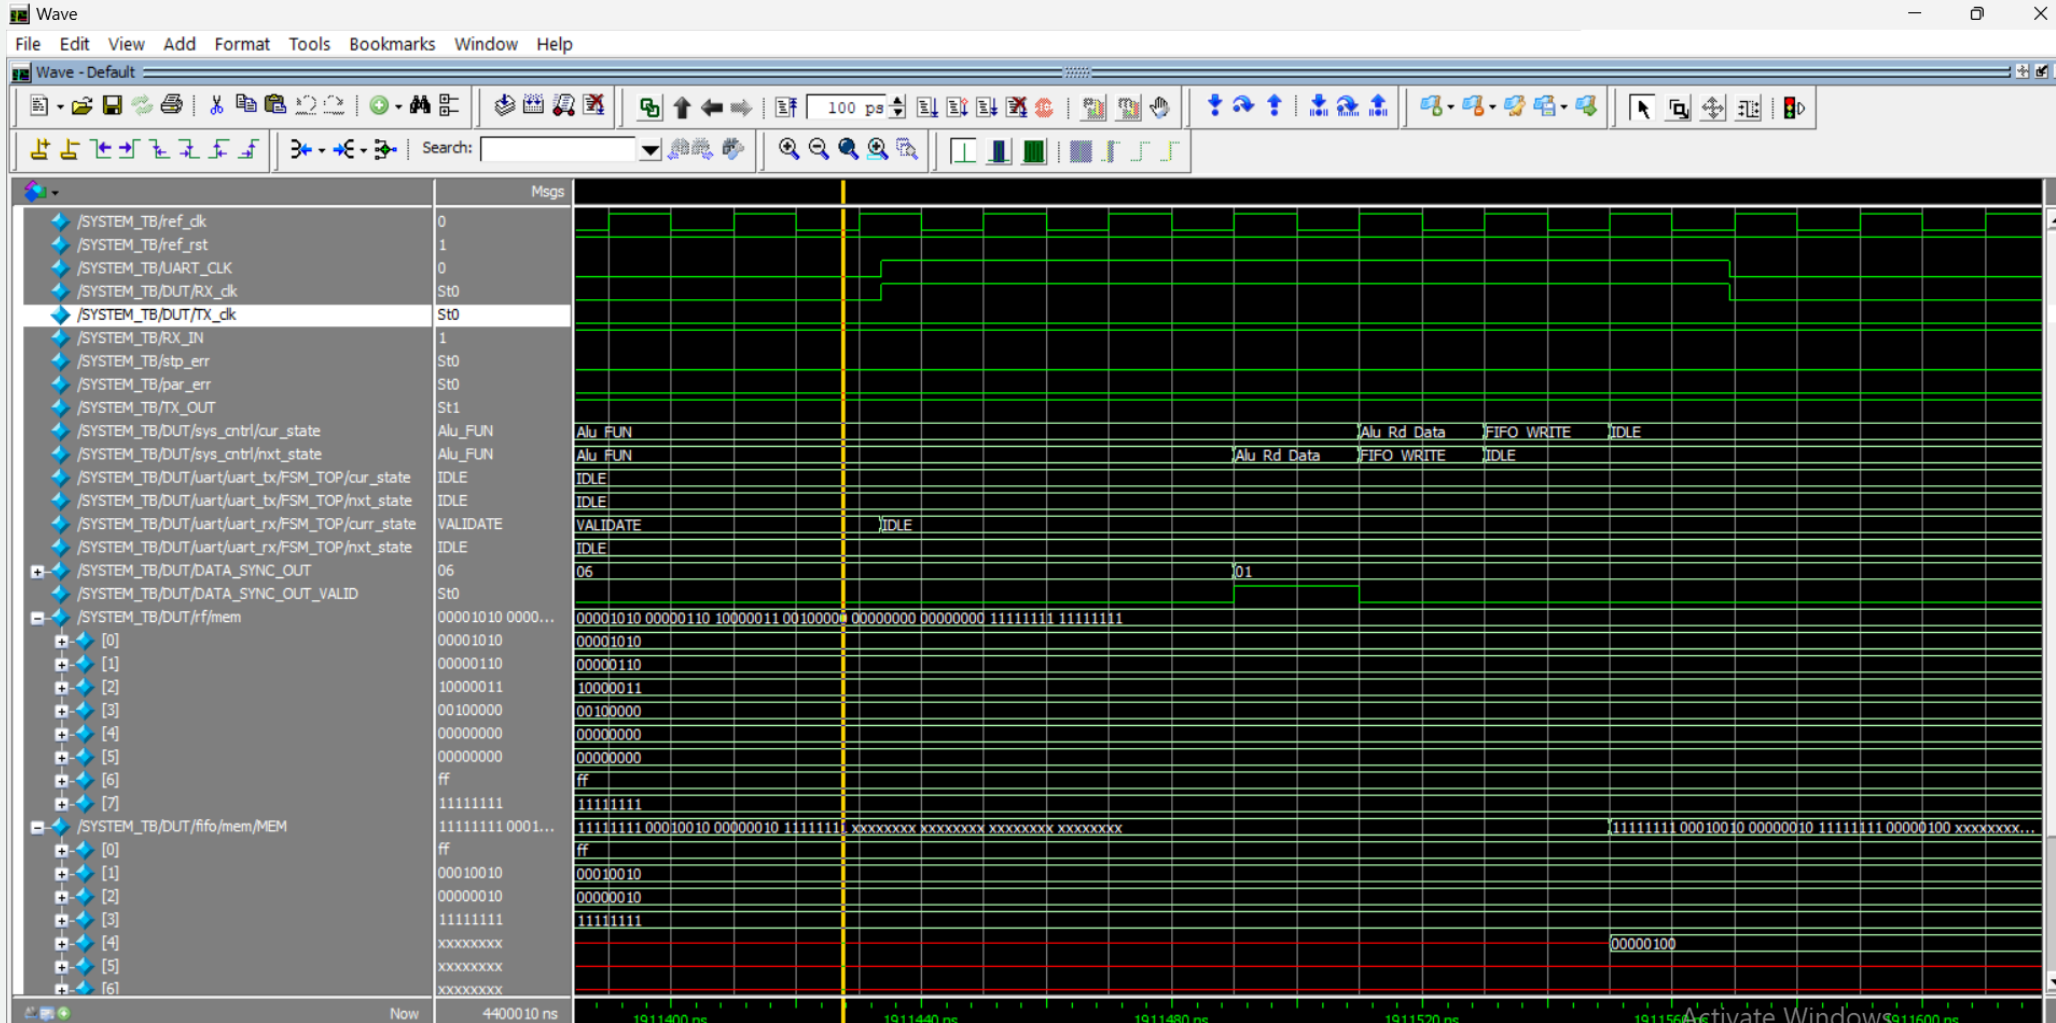 Wave
File Edit View Add Format Tools Bookmarks Window Help
Wave - Default
100 ps
Search:
Msgs
/SYSTEM_TB/ref_clk 0
/SYSTEM_TB/ref_rst 1
/SYSTEM_TB/UART_CLK 0
/SYSTEM_TB/DUT/RX_clk St0
/SYSTEM_TB/DUT/TX_clk St0
/SYSTEM_TB/RX_IN 1
/SYSTEM_TB/stp_err St0
/SYSTEM_TB/par_err St0
/SYSTEM_TB/TX_OUT St1
/SYSTEM_TB/DUT/sys_cntrl/cur_state Alu_FUN Alu_FUN Alu_Rd_Data FIFO_WRITE IDLE
/SYSTEM_TB/DUT/sys_cntrl/nxt_state Alu_FUN Alu_FUN Alu_Rd_Data FIFO_WRITE IDLE
/SYSTEM_TB/DUT/uart/uart_tx/FSM_TOP/cur_state IDLE IDLE
/SYSTEM_TB/DUT/uart/uart_tx/FSM_TOP/nxt_state IDLE IDLE
/SYSTEM_TB/DUT/uart/uart_rx/FSM_TOP/curr_state VALIDATE VALIDATE IDLE
/SYSTEM_TB/DUT/uart/uart_rx/FSM_TOP/nxt_state IDLE IDLE
/SYSTEM_TB/DUT/DATA_SYNC_OUT 06 06 01
/SYSTEM_TB/DUT/DATA_SYNC_OUT_VALID St0
/SYSTEM_TB/DUT/rf/mem 00001010 0000... 00001010 00000110 10000011 00100000 00000000 00000000 11111111 11111111
[0] 00001010 00001010
[1] 00000110 00000110
[2] 10000011 10000011
[3] 00100000 00100000
[4] 00000000 00000000
[5] 00000000 00000000
[6] ff ff
[7] 11111111 11111111
/SYSTEM_TB/DUT/fifo/mem/MEM 11111111 0001... 11111111 00010010 00000010 11111111 xxxxxxxx xxxxxxxx xxxxxxxx xxxxxxxx 11111111 00010010 00000010 11111111 00000100 xxxxxxxx...
[0] ff ff
[1] 00010010 00010010
[2] 00000010 00000010
[3] 11111111 11111111
[4] xxxxxxxx 00000100
[5] xxxxxxxx
[6] xxxxxxxx
Now 4400010 ns 1911400 ns 1911440 ns 1911480 ns 1911520 ns 1911560 ns 1911600 ns
Activate Windows